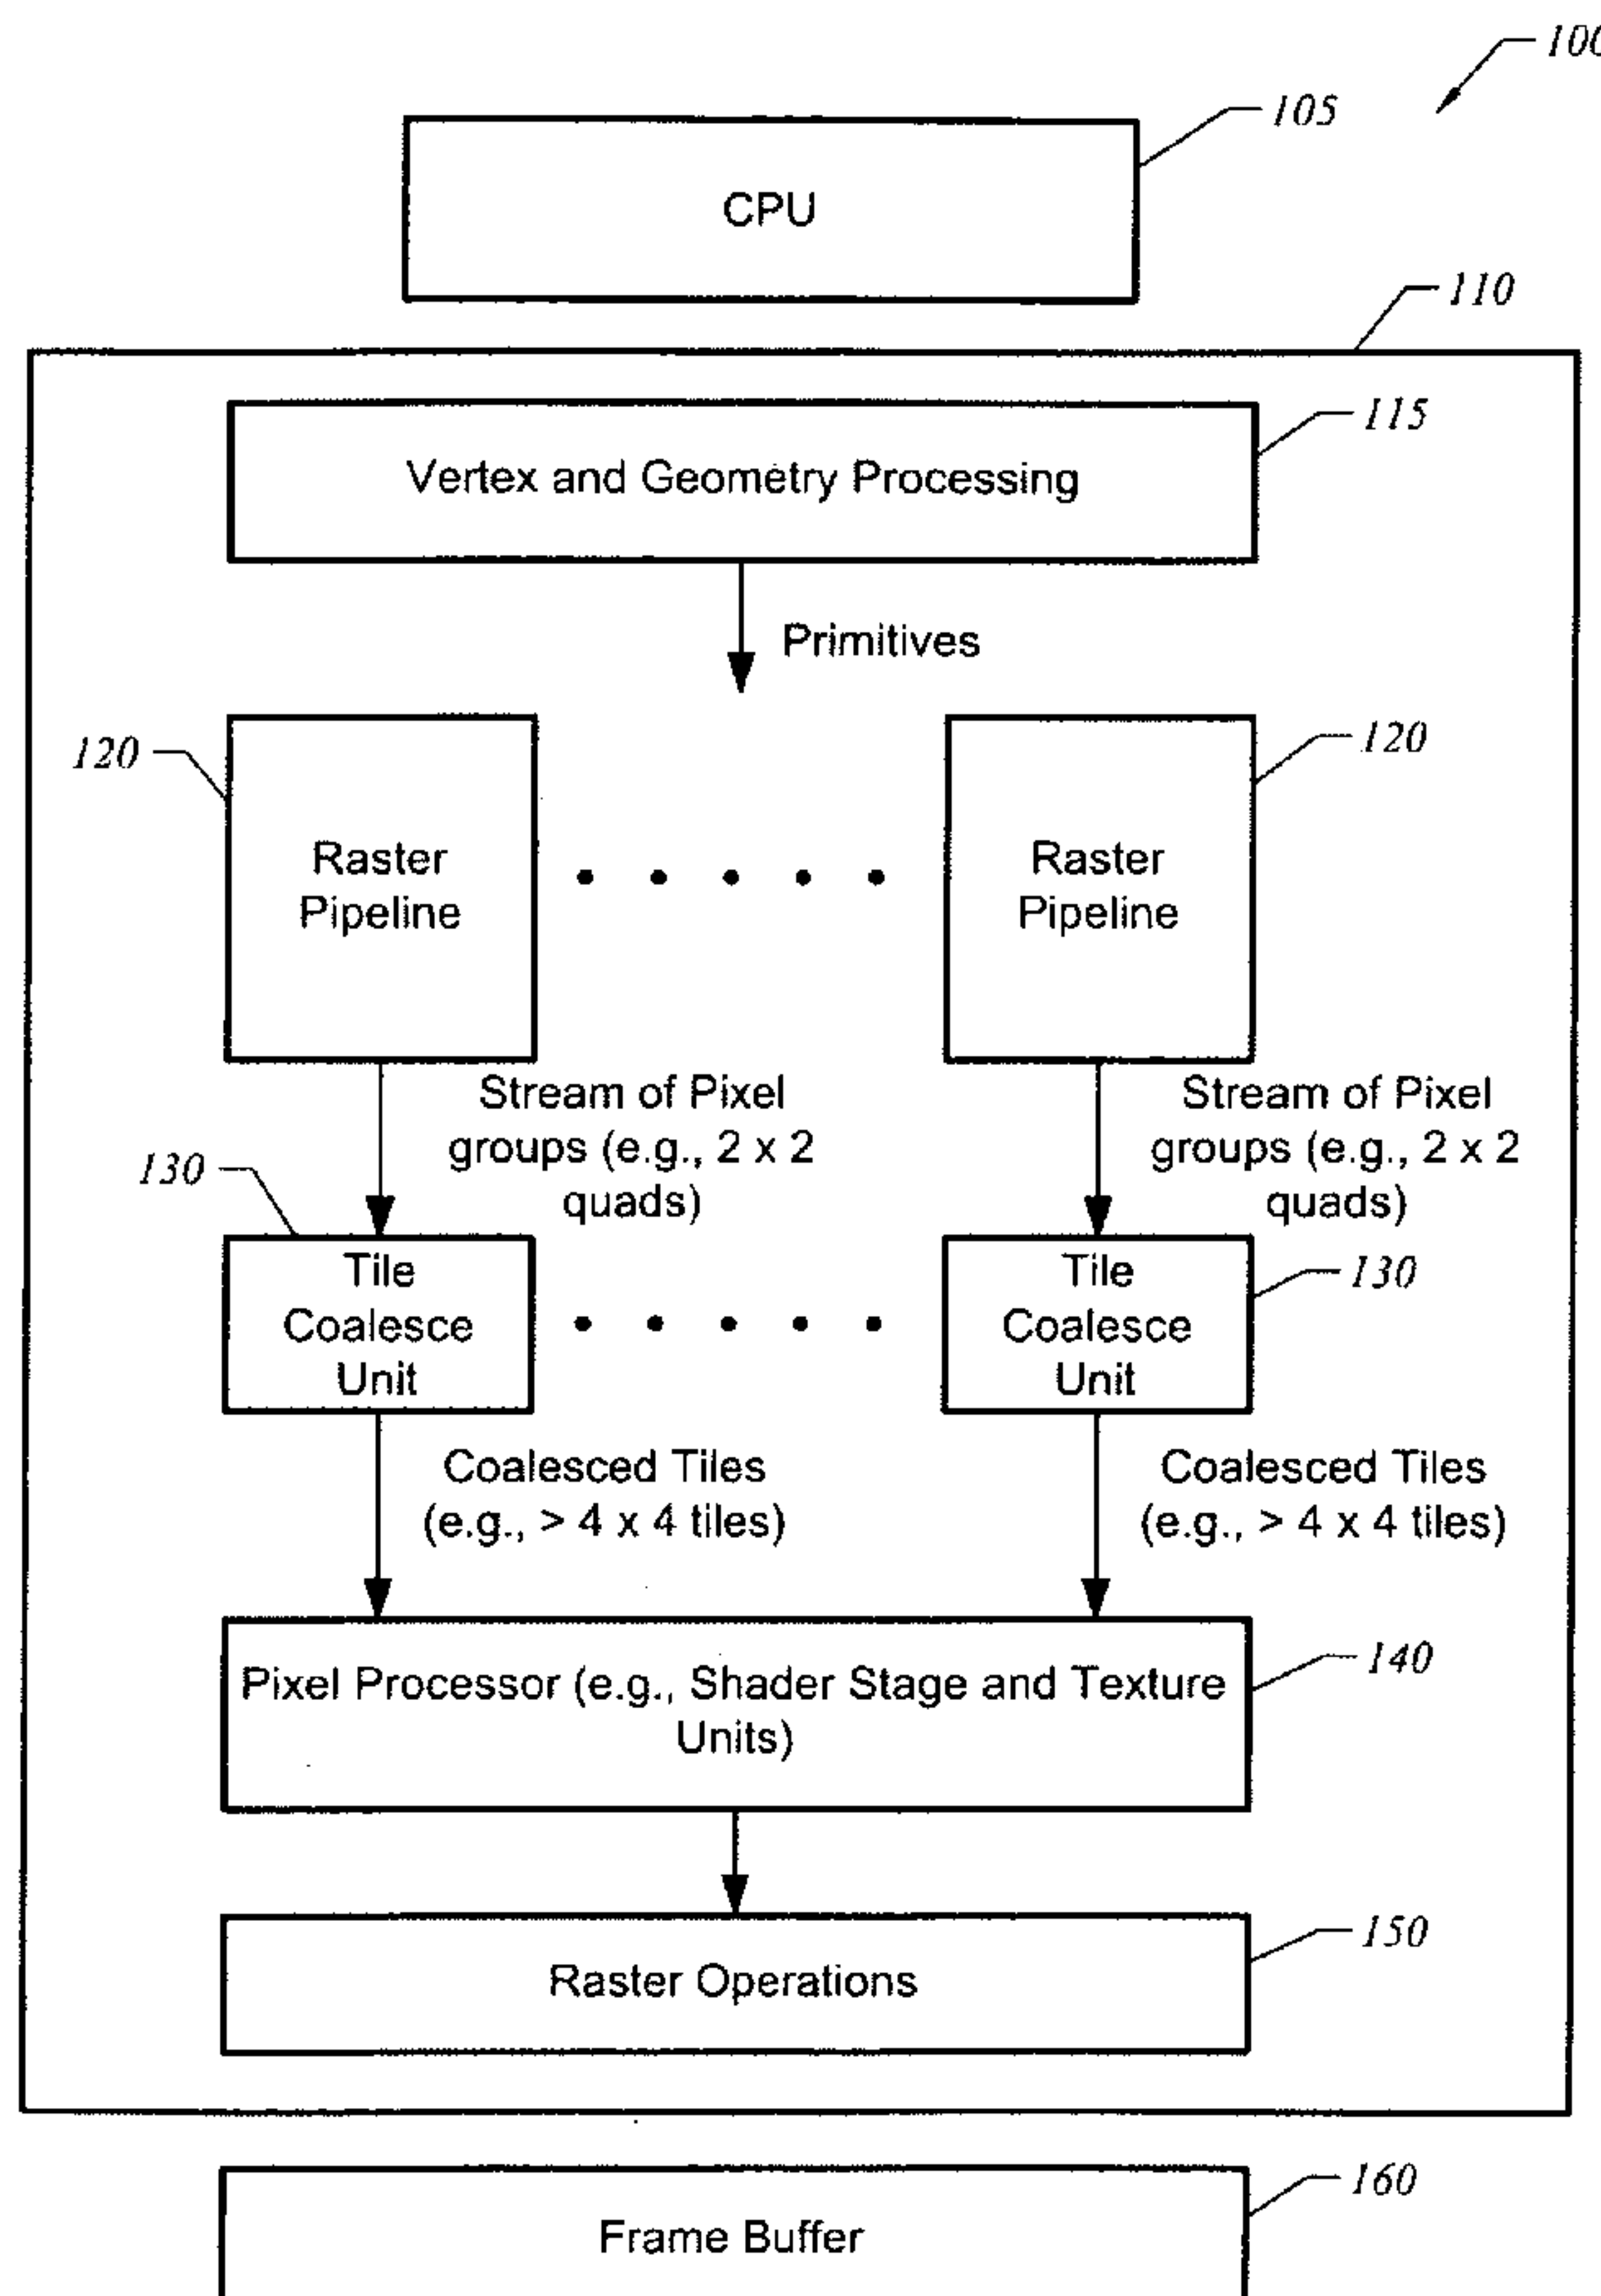 100
105
CPU
110
115
Vertex and Geometry Processing
Primitives
120
120
Raster
Pipeline
Raster
Pipeline
Stream of Pixel
groups (e.g., 2 x 2
quads)
Stream of Pixel
groups (e.g., 2 x 2
quads)
130
Tile
Coalesce
Unit
Tile
Coalesce
Unit
130
Coalesced Tiles
(e.g., > 4 x 4 tiles)
Coalesced Tiles
(e.g., > 4 x 4 tiles)
Pixel Processor (e.g., Shader Stage and Texture
Units)
140
150
Raster Operations
160
Frame Buffer